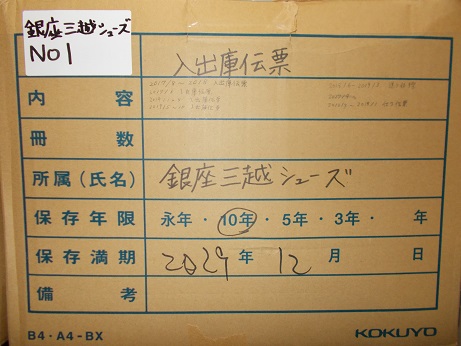 銀座三越シューズ
NO1
入出庫伝票
内容
冊数
所属(氏名) 銀座三越シューズ
保存年限 永年・10年・5年・3年・ 年
保存満期 2029年 12月 日
備考
B4・A4-BX KOKUYO